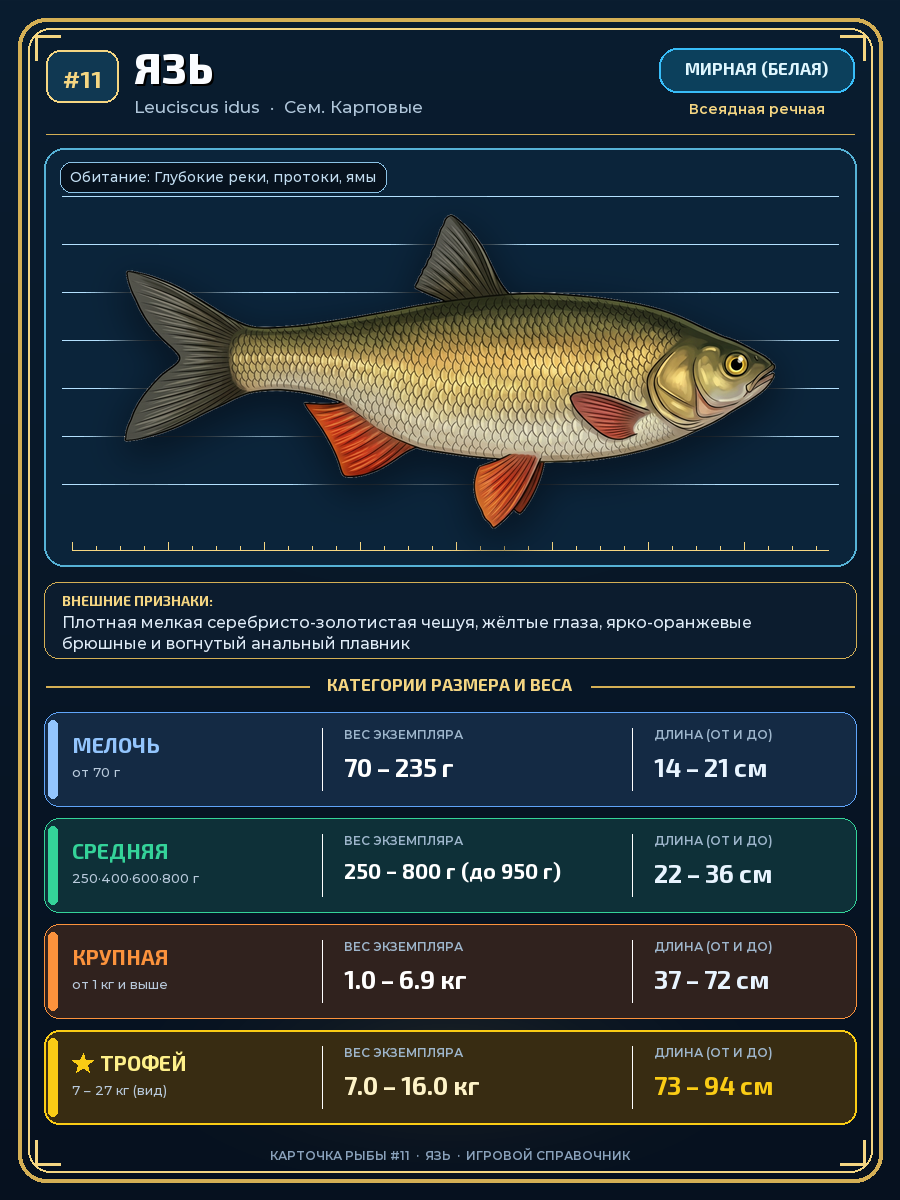 #11
ЯЗЬ
Leuciscus idus · Сем. Карповые
МИРНАЯ (БЕЛАЯ)
Всеядная речная
Обитание: Глубокие реки, протоки, ямы
ВНЕШНИЕ ПРИЗНАКИ:
Плотная мелкая серебристо-золотистая чешуя, жёлтые глаза, ярко-оранжевые
брюшные и вогнутый анальный плавник
КАТЕГОРИИ РАЗМЕРА И ВЕСА
МЕЛОЧЬ
от 70 г
ВЕС ЭКЗЕМПЛЯРА
70 – 235 г
ДЛИНА (ОТ И ДО)
14 – 21 см
СРЕДНЯЯ
250·400·600·800 г
ВЕС ЭКЗЕМПЛЯРА
250 – 800 г (до 950 г)
ДЛИНА (ОТ И ДО)
22 – 36 см
КРУПНАЯ
от 1 кг и выше
ВЕС ЭКЗЕМПЛЯРА
1.0 – 6.9 кг
ДЛИНА (ОТ И ДО)
37 – 72 см
★ ТРОФЕЙ
7 – 27 кг (вид)
ВЕС ЭКЗЕМПЛЯРА
7.0 – 16.0 кг
ДЛИНА (ОТ И ДО)
73 – 94 см
КАРТОЧКА РЫБЫ #11 · ЯЗЬ · ИГРОВОЙ СПРАВОЧНИК